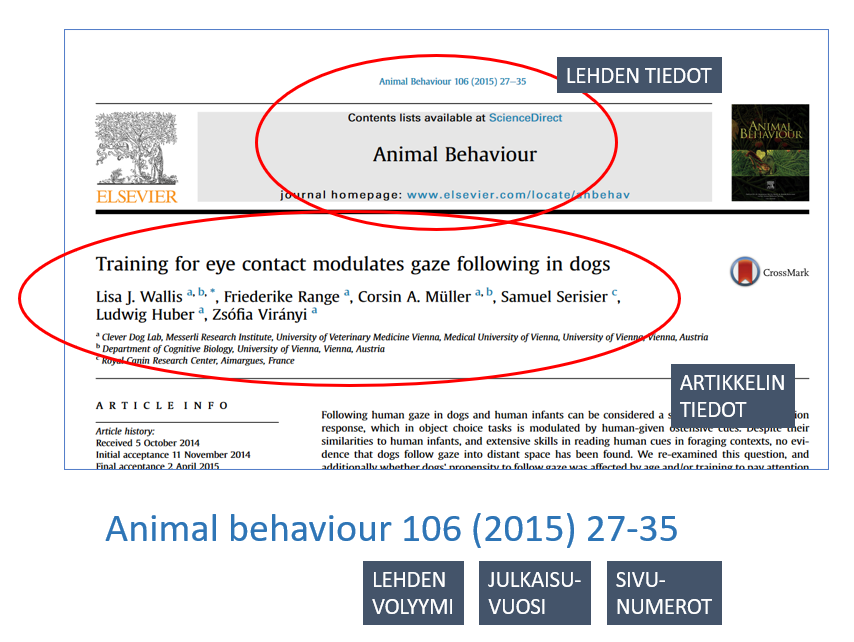 Animal Behaviour 106 (2015) 27–35
LEHDEN TIEDOT
Contents lists available at ScienceDirect
Animal Behaviour
journal homepage: www.elsevier.com/locate/anbehav
ELSEVIER
ANIMAL
BEHAVIOUR
Training for eye contact modulates gaze following in dogs
CrossMark
Lisa J. Wallis a, b, *, Friederike Range a, Corsin A. Müller a, b, Samuel Serisier c,
Ludwig Huber a, Zsófia Virányi a
a Clever Dog Lab, Messerli Research Institute, University of Veterinary Medicine Vienna, Medical University of Vienna, University of Vienna, Vienna, Austria
b Department of Cognitive Biology, University of Vienna, Vienna, Austria
c Royal Canin Research Center, Aimargues, France
ARTIKKELIN
TIEDOT
ARTICLE INFO
Article history:
Received 5 October 2014
Initial acceptance 11 November 2014
Final acceptance 2 April 2015
Following human gaze in dogs and human infants can be considered a
response, which in object choice tasks is modulated by human-given ostensive cues. Despite their
similarities to human infants, and extensive skills in reading human cues in foraging contexts, no evi-
dence that dogs follow gaze into distant space has been found. We re-examined this question, and
additionally whether dogs' propensity to follow gaze was affected by age and/or training to pay attention
Animal behaviour 106 (2015) 27-35
LEHDEN
VOLYYMI
JULKAISU-
VUOSI
SIVU-
NUMEROT